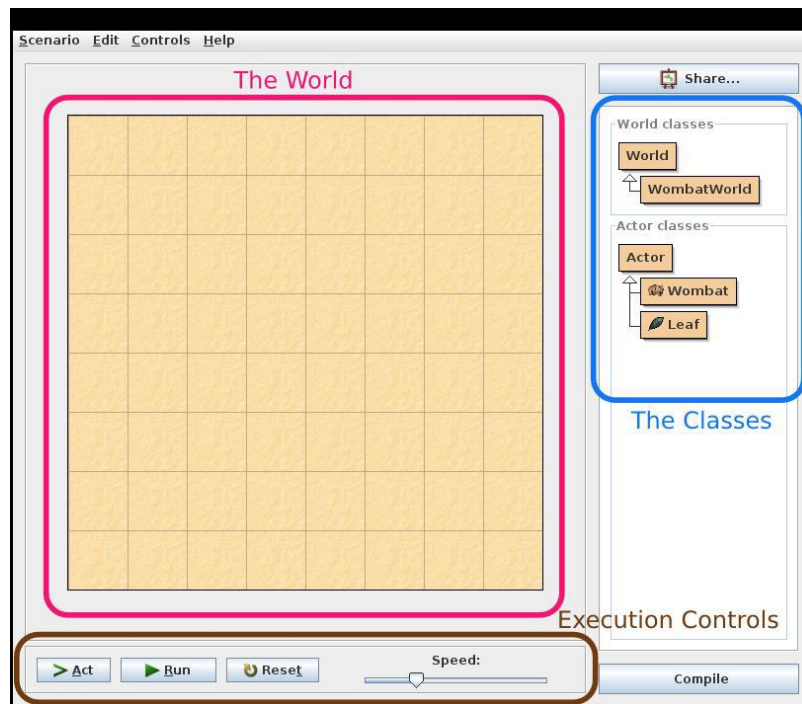 Scenario Edit Controls Help
The World
Share...
World classes
World
WombatWorld
Actor classes
Actor
Wombat
Leaf
The Classes
Execution Controls
> Act Run Reset Speed:
Compile